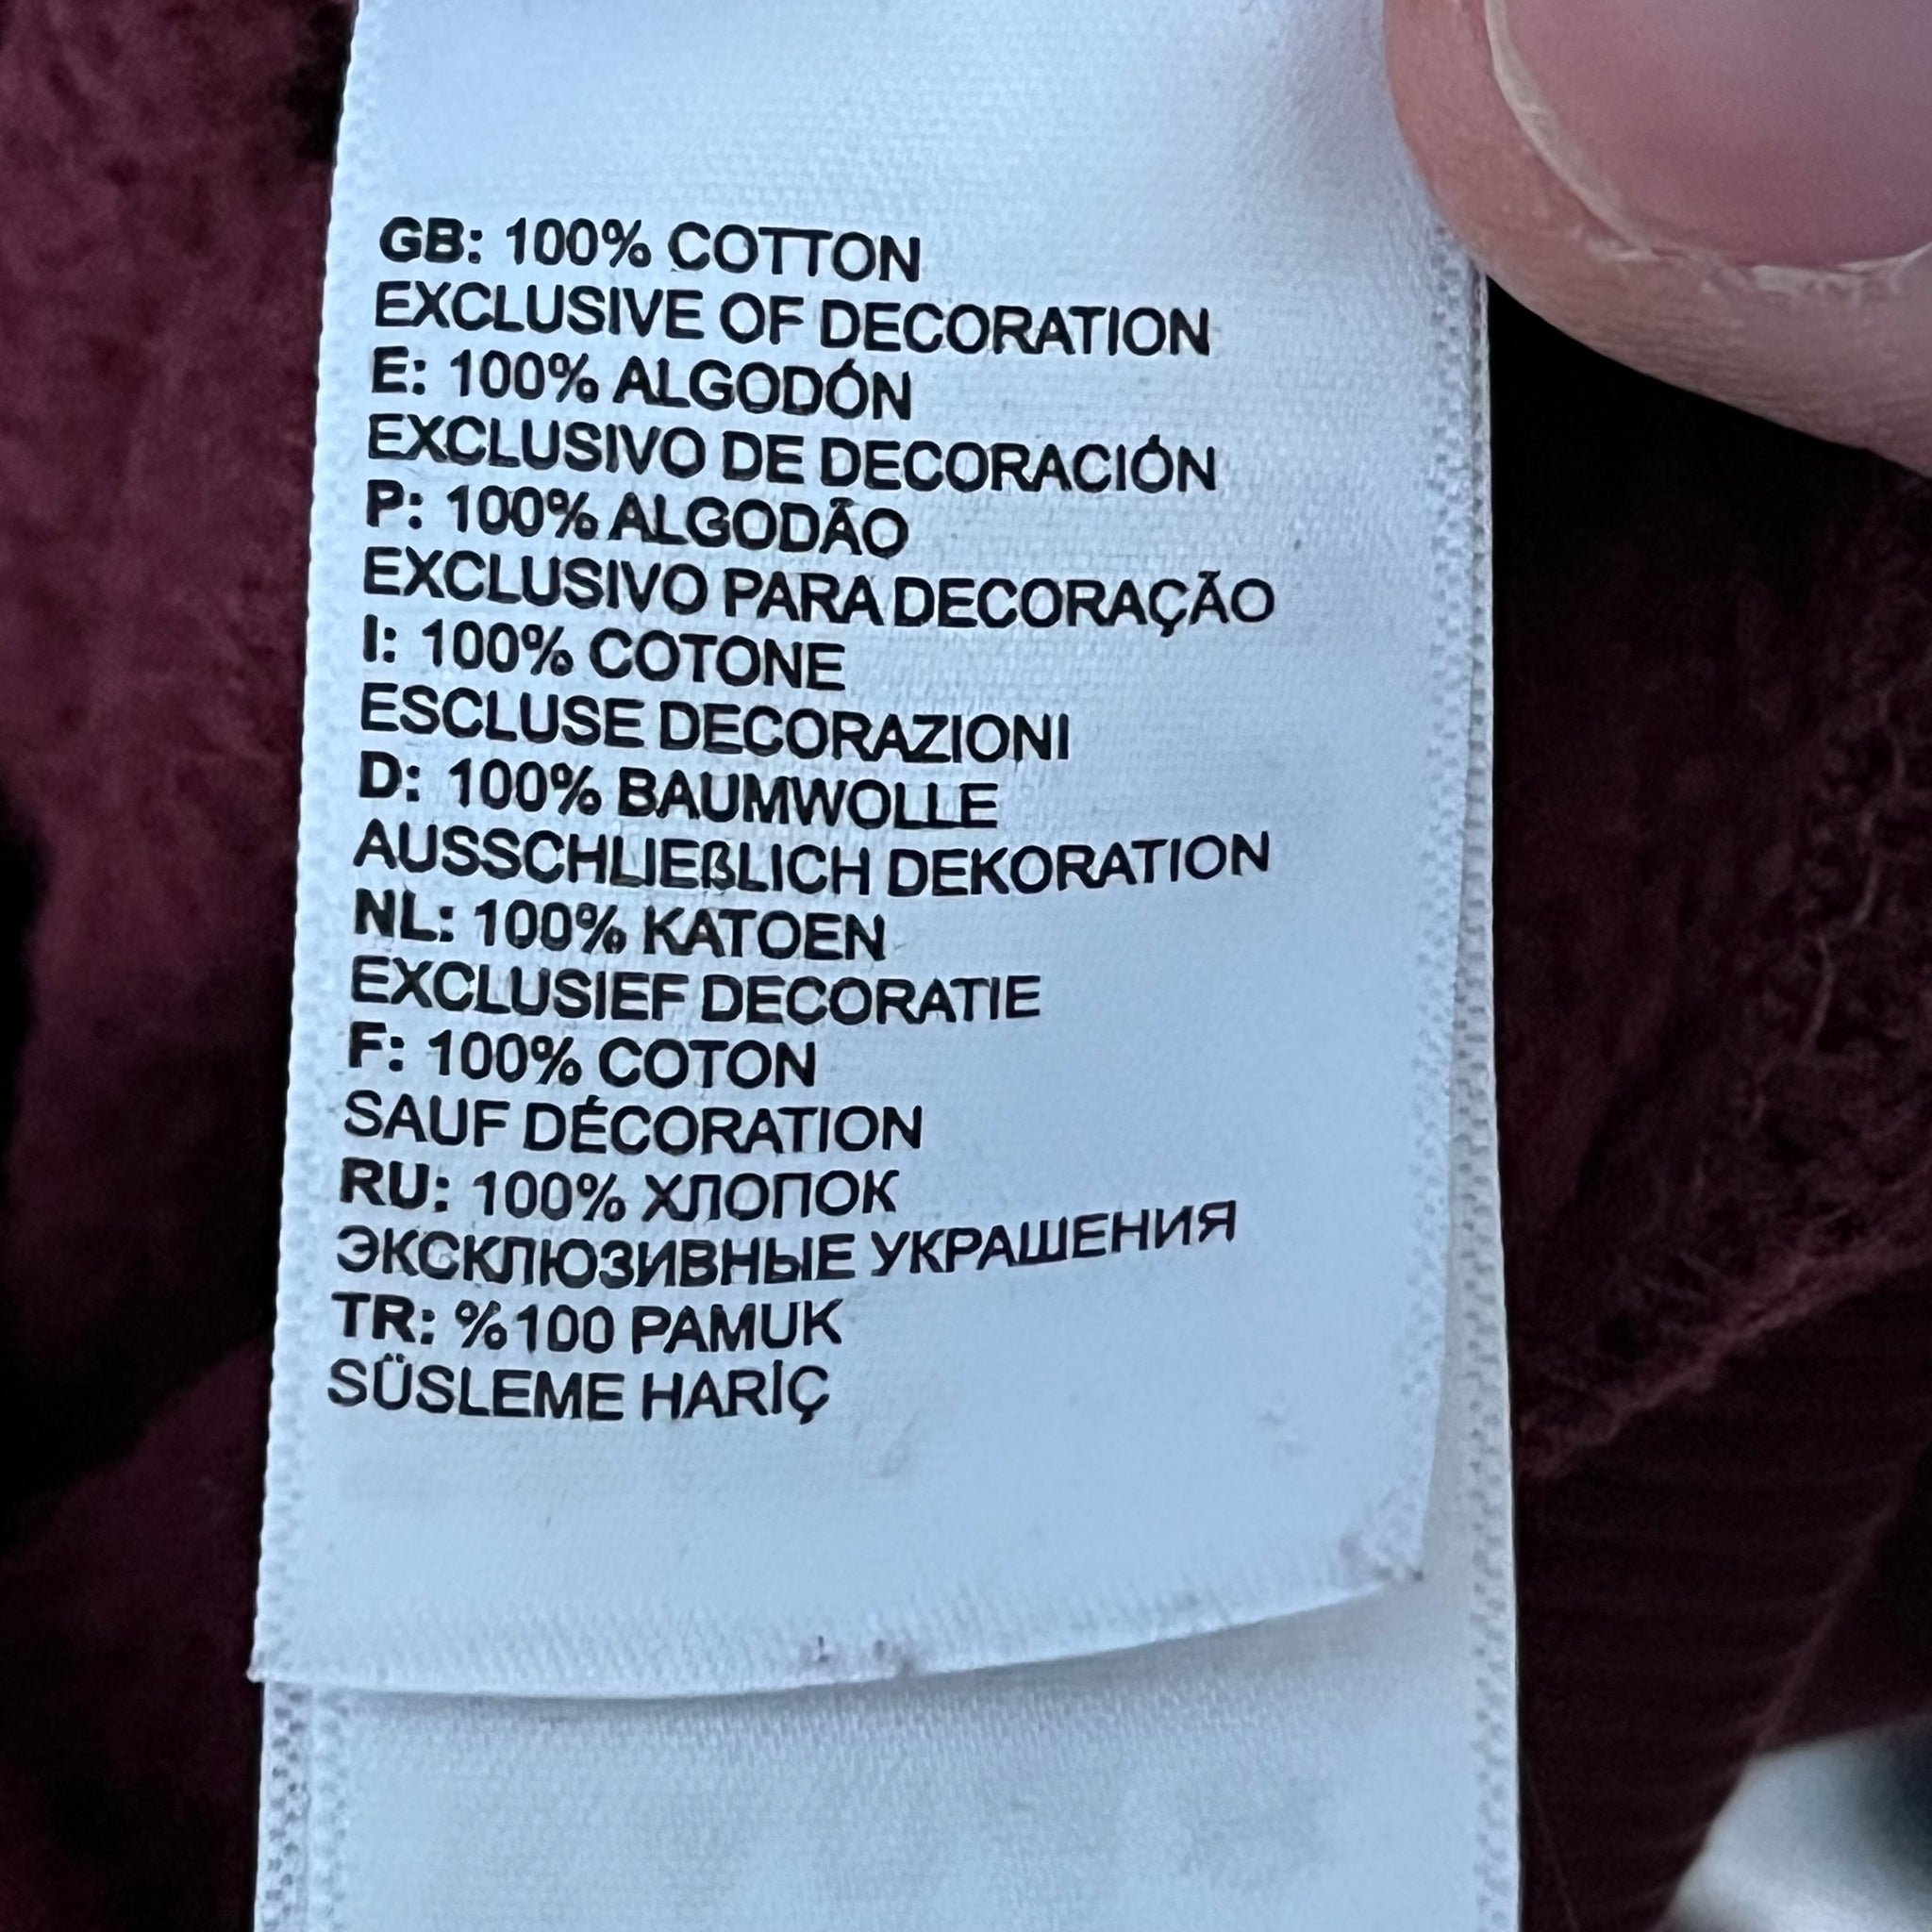 GB: 100% COTTON
EXCLUSIVE OF DECORATION
E: 100% ALGODÓN
EXCLUSIVO DE DECORACIÓN
P: 100% ALGODÃO
EXCLUSIVO PARA DECORAÇÃO
I: 100% COTONE
ESCLUSE DECORAZIONI
D: 100% BAUMWOLLE
AUSSCHLIEßLICH DEKORATION
NL: 100% KATOEN
EXCLUSIEF DECORATIE
F: 100% COTON
SAUF DÉCORATION
RU: 100% ХЛОПОК
ЭКСКЛЮЗИВНЫЕ УКРАШЕНИЯ
TR: %100 PAMUK
SÜSLEME HARİÇ